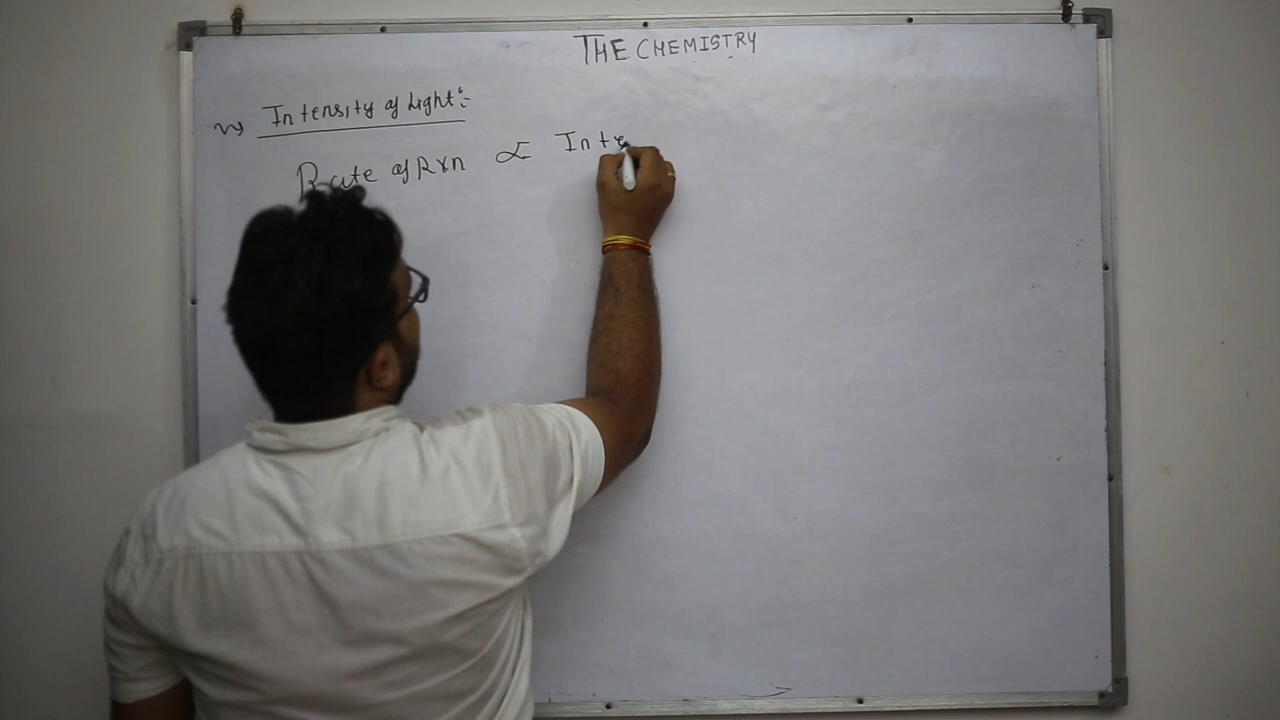 THE CHEMISTRY
Intensity of Light:-
Rate of Rxn ∝ Inte